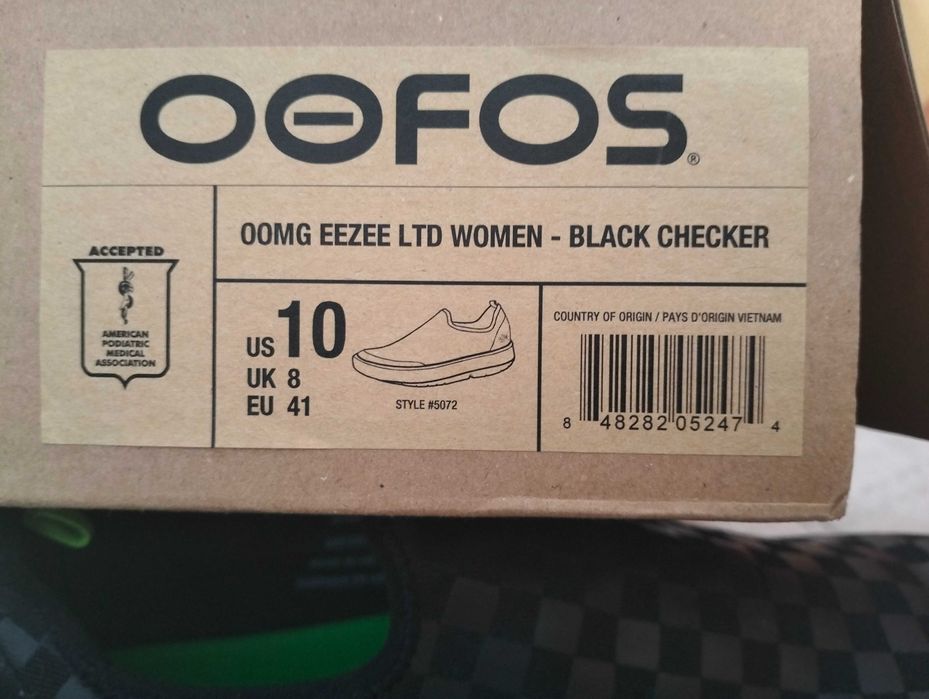 OOFOS®
OOMG EEZEE LTD WOMEN - BLACK CHECKER
ACCEPTED
AMERICAN
PODIATRIC
MEDICAL
ASSOCIATION
US 10
UK 8
EU 41
STYLE #5072
COUNTRY OF ORIGIN / PAYS D'ORIGIN VIETNAM
8 48282 05247 4